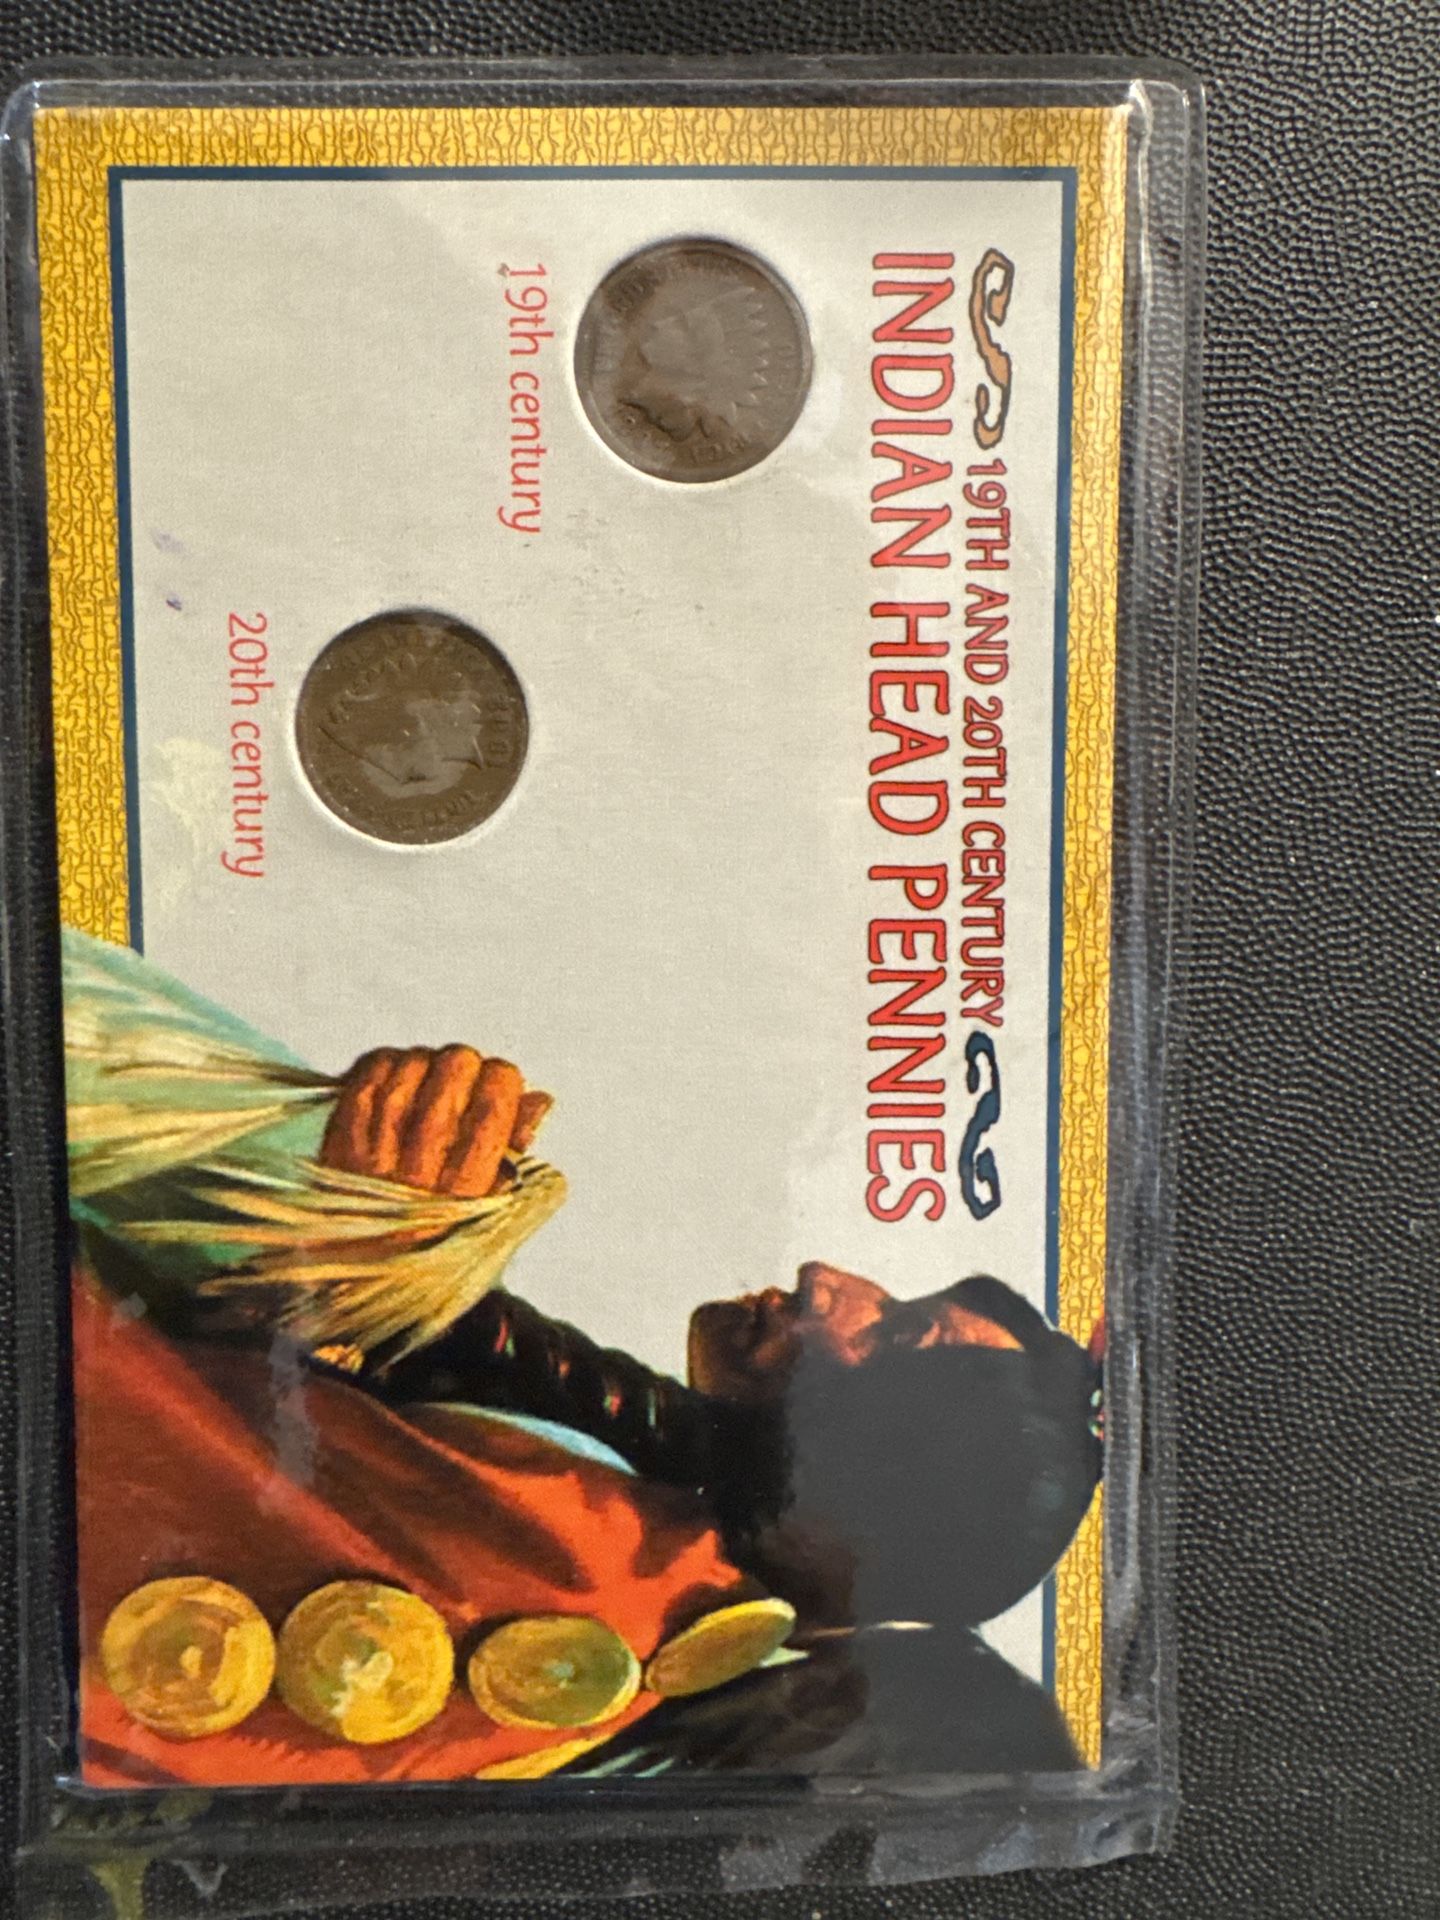 19TH AND 20TH CENTURY
INDIAN HEAD PENNIES
19th century
20th century